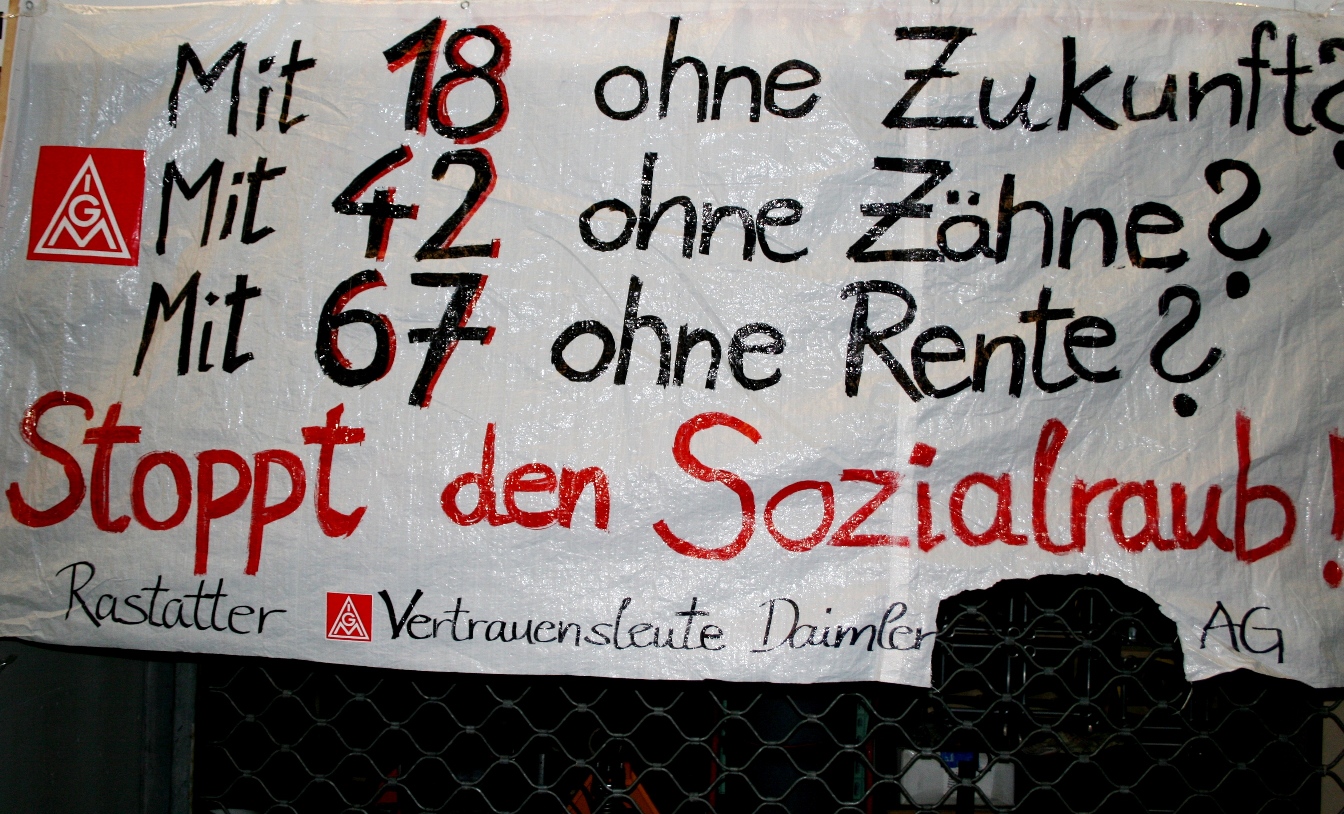 Mit 18 ohne Zukunft?
IGM Mit 42 ohne Zähne?
Mit 67 ohne Rente?
Stoppt den Sozialraub!
Rastatter IGM Vertrauensleute Daimler AG